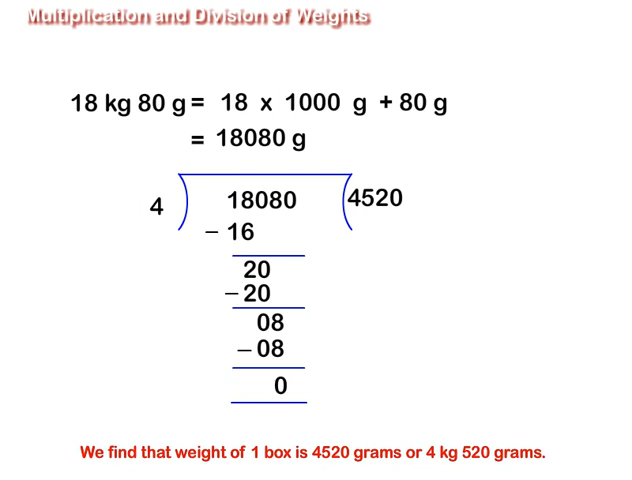 Multiplication and Division of Weights
18 kg 80 g = 18 x 1000 g + 80 g
= 18080 g
4 ) 18080 ( 4520
– 16
20
– 20
08
– 08
0
We find that weight of 1 box is 4520 grams or 4 kg 520 grams.